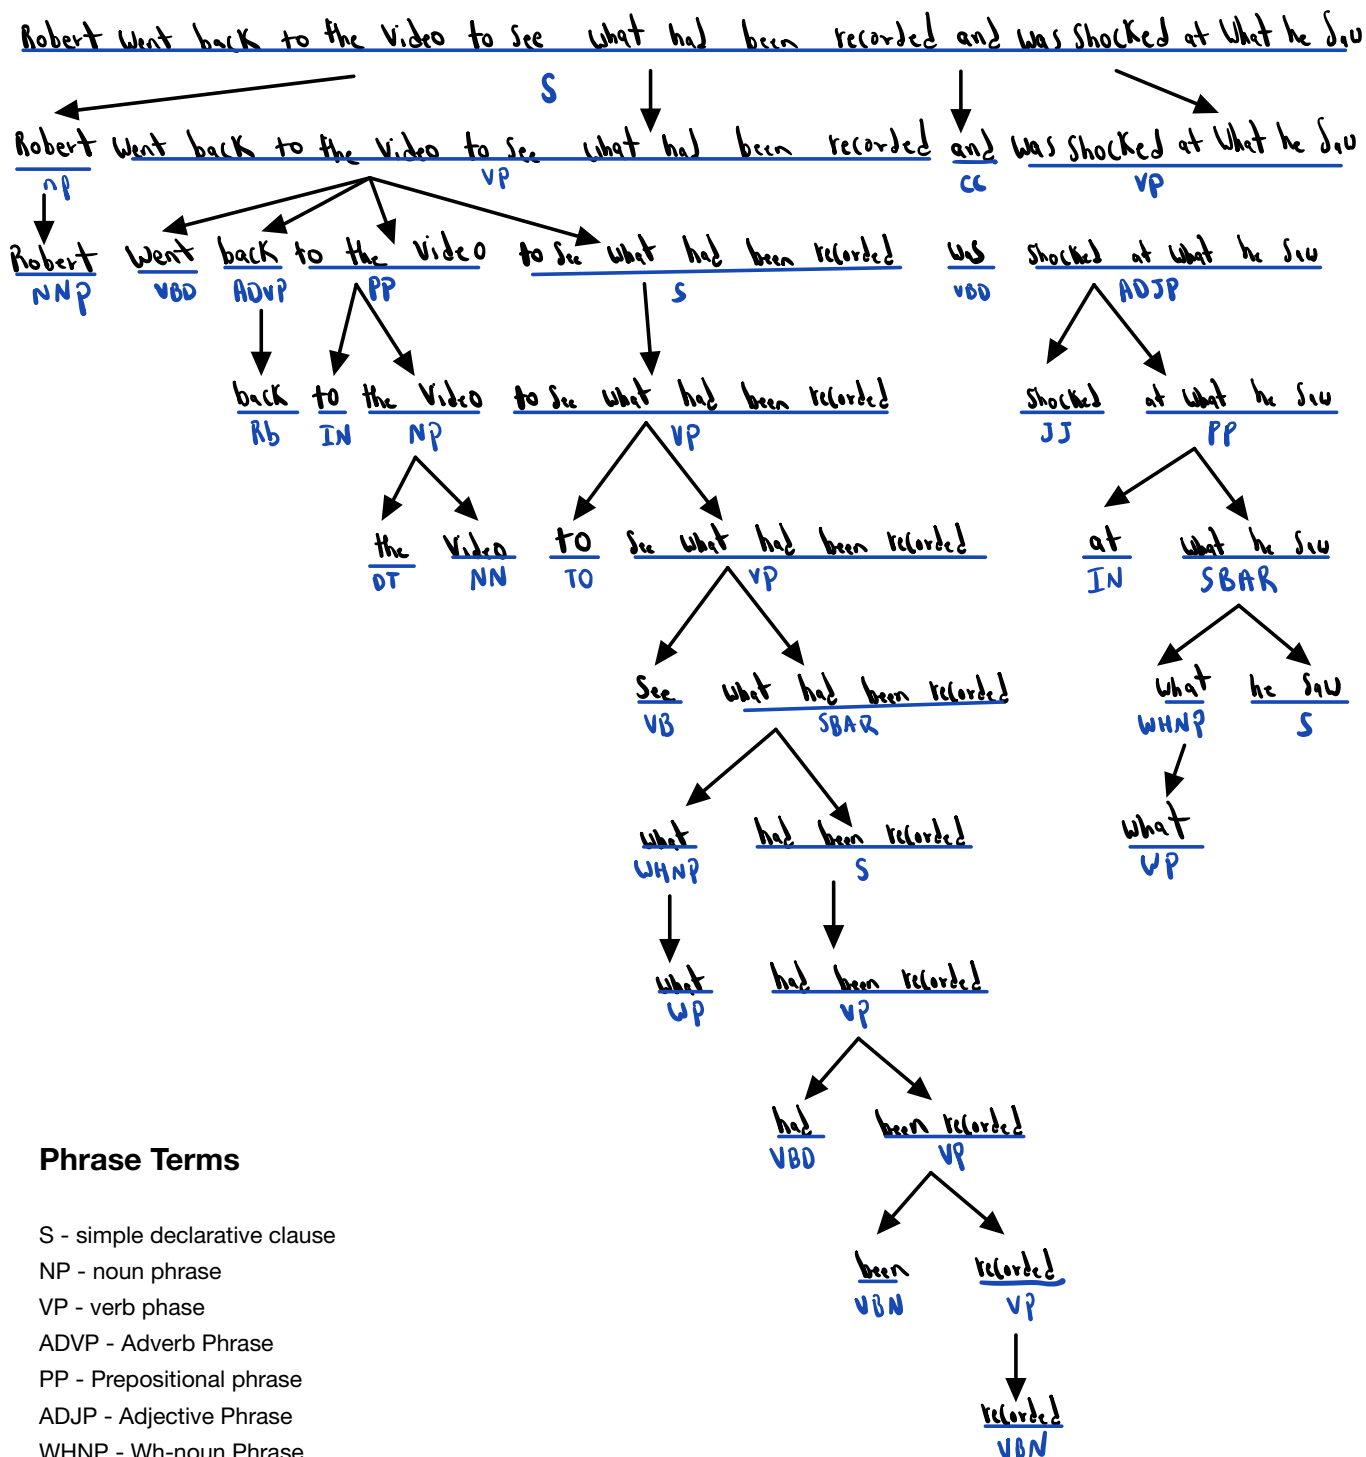 Robert went back to the video to see what had been recorded and was shocked at what he saw
S
Robert went back to the video to see what had been recorded and was shocked at what he saw
np VP CC VP
Robert went back to the video to see what had been recorded was shocked at what he saw
NNP VBD ADVP PP S VBD ADJP
back to the video to see what had been recorded shocked at what he saw
Rb IN NP VP JJ PP
the video to see what had been recorded at what he saw
DT NN TO VP IN SBAR
see what had been recorded what he saw
VB SBAR WHNP S
what had been recorded what
WHNP S WP
what had been recorded
WP VP
had been recorded
VBD VP
been recorded
VBN VP
recorded
VBN
Phrase Terms
S - simple declarative clause
NP - noun phrase
VP - verb phase
ADVP - Adverb Phrase
PP - Prepositional phrase
ADJP - Adjective Phrase
WHNP - Wh-noun Phrase